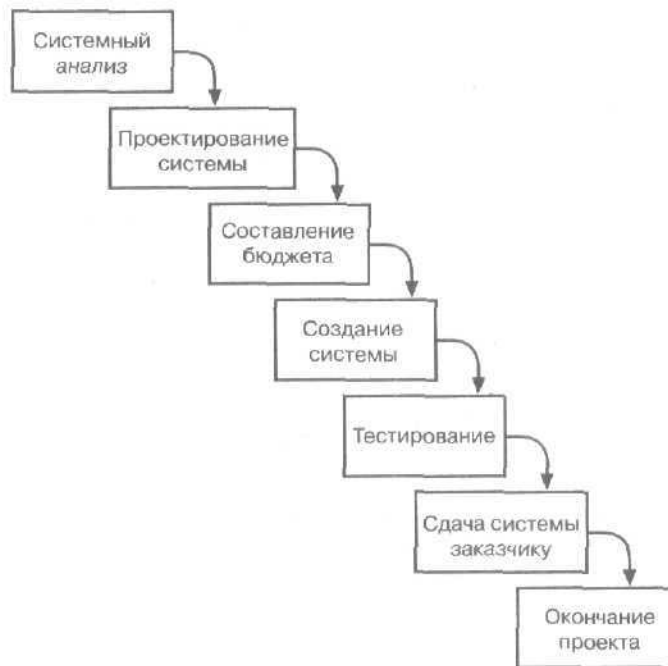 Системный
анализ
Проектирование
системы
Составление
бюджета
Создание
системы
Тестирование
Сдача системы
заказчику
Окончание
проекта